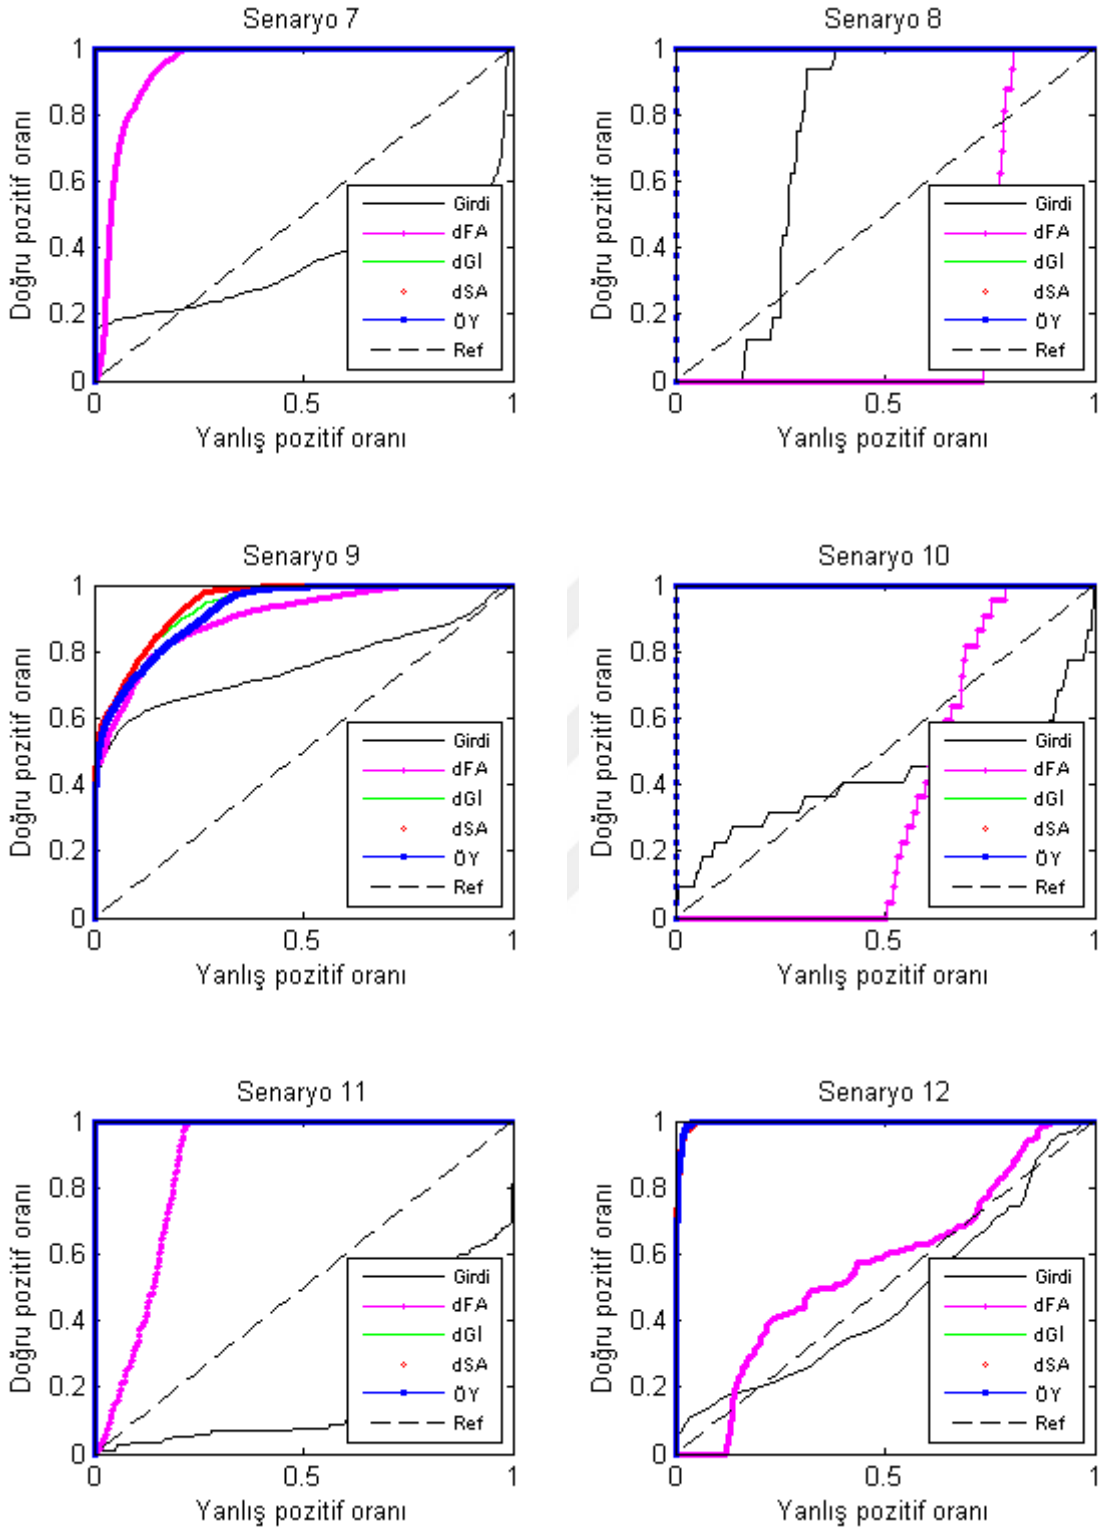 Senaryo 7
1
0.8
0.6
0.4
0.2
0
Doğru pozitif oranı
Girdi
dFA
dGİ
dSA
ÖY
Ref
0
0.5
1
Yanlış pozitif oranı
Senaryo 8
1
0.8
0.6
0.4
0.2
0
Doğru pozitif oranı
Girdi
dFA
dGİ
dSA
ÖY
Ref
0
0.5
1
Yanlış pozitif oranı
Senaryo 9
1
0.8
0.6
0.4
0.2
0
Doğru pozitif oranı
Girdi
dFA
dGİ
dSA
ÖY
Ref
0
0.5
1
Yanlış pozitif oranı
Senaryo 10
1
0.8
0.6
0.4
0.2
0
Doğru pozitif oranı
Girdi
dFA
dGİ
dSA
ÖY
Ref
0
0.5
1
Yanlış pozitif oranı
Senaryo 11
1
0.8
0.6
0.4
0.2
0
Doğru pozitif oranı
Girdi
dFA
dGİ
dSA
ÖY
Ref
0
0.5
1
Yanlış pozitif oranı
Senaryo 12
1
0.8
0.6
0.4
0.2
0
Doğru pozitif oranı
Girdi
dFA
dGİ
dSA
ÖY
Ref
0
0.5
1
Yanlış pozitif oranı